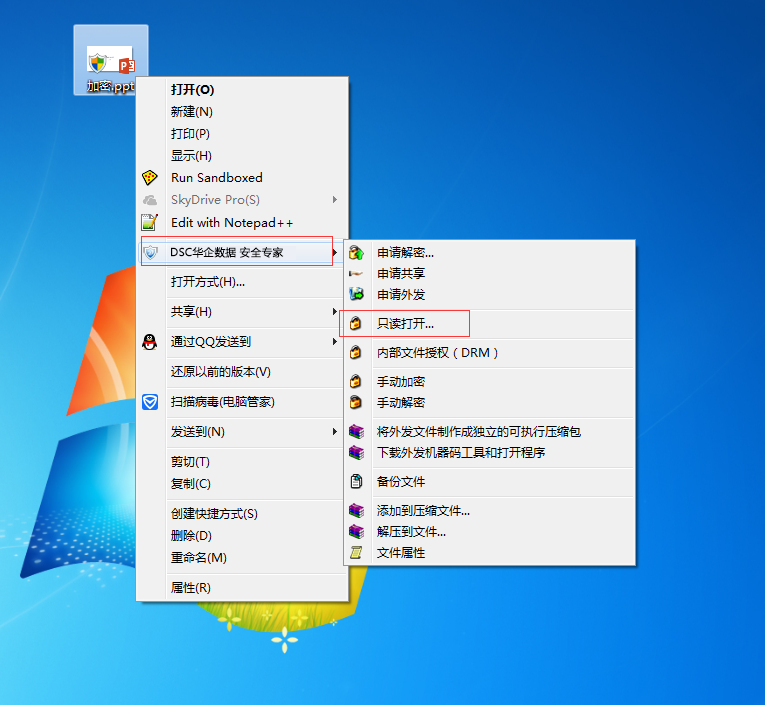 加密.ppt
打开(O)
新建(N)
打印(P)
显示(H)
Run Sandboxed
SkyDrive Pro(S)
Edit with Notepad++
DSC华企数据 安全专家
打开方式(H)...
共享(H)
通过QQ发送到
还原以前的版本(V)
扫描病毒(电脑管家)
发送到(N)
剪切(T)
复制(C)
创建快捷方式(S)
删除(D)
重命名(M)
属性(R)
申请解密...
申请共享
申请外发
只读打开...
内部文件授权（DRM）
手动加密
手动解密
将外发文件制作成独立的可执行压缩包
下载外发机器码工具和打开程序
备份文件
添加到压缩文件...
解压到文件...
文件属性